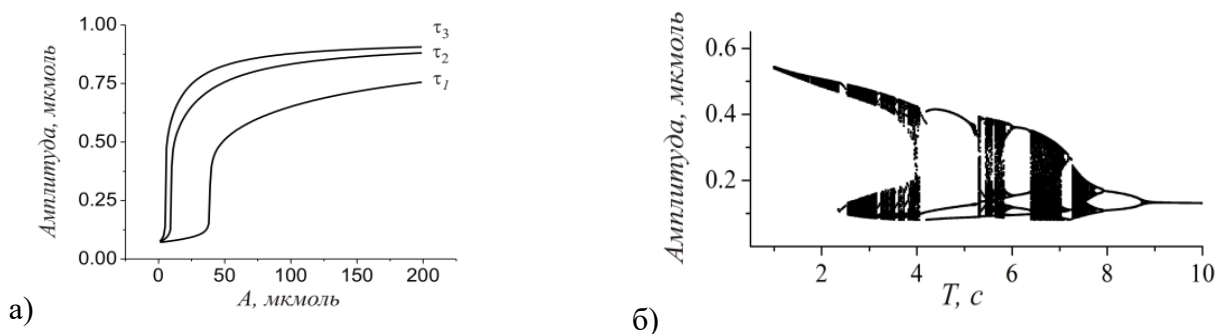 1.00
0.75
0.50
0.25
0.00
Амплитуда, мкмоль
τ3
τ2
τ1
0 50 100 150 200
A, мкмоль
а)
0.6
0.4
0.2
Амплитуда, мкмоль
2 4 6 8 10
T, c
б)